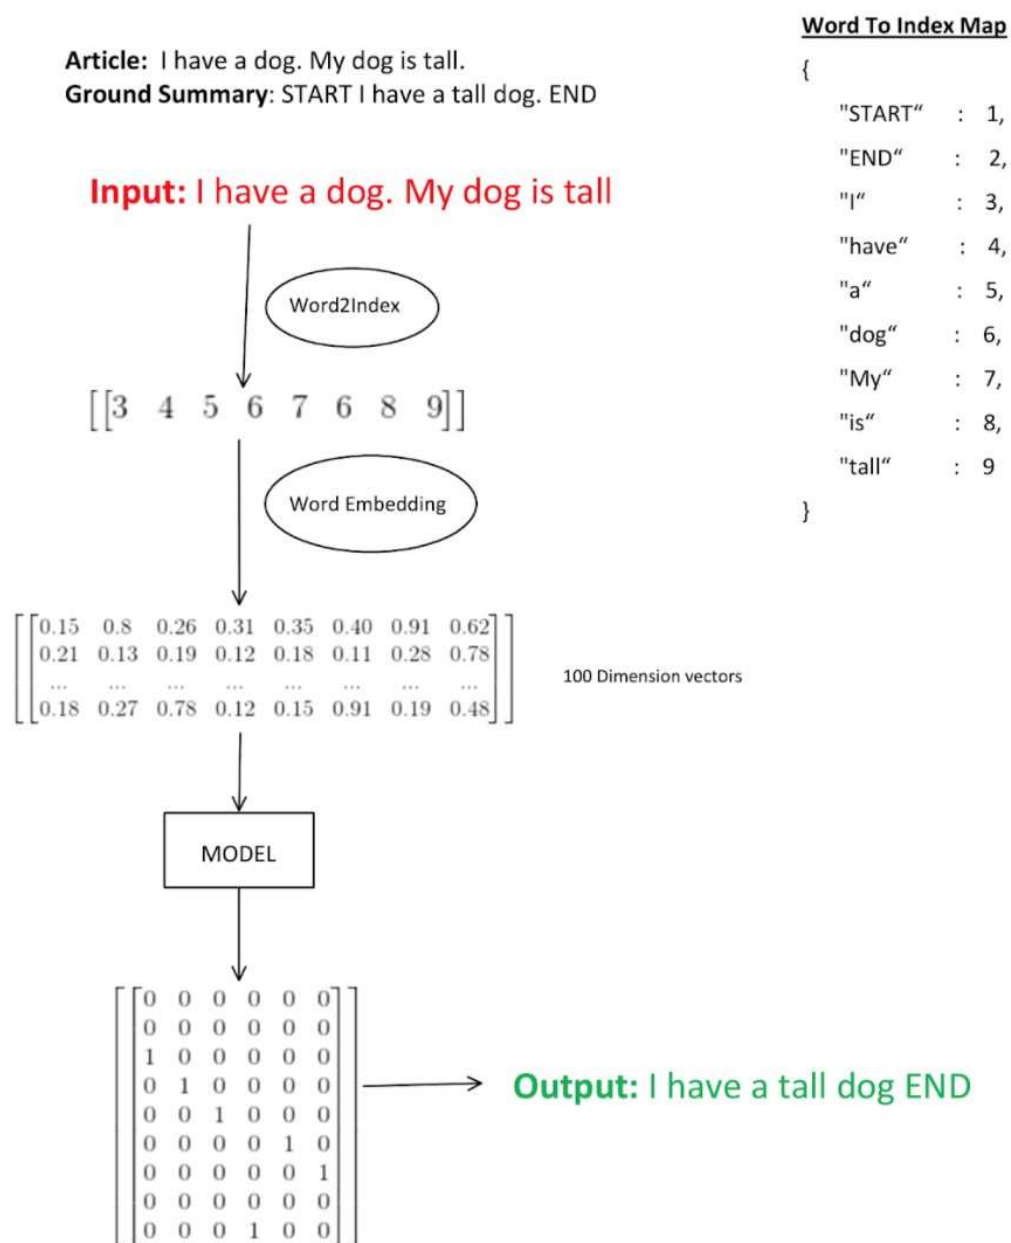 Word To Index Map
Article: I have a dog. My dog is tall.
Ground Summary: START I have a tall dog. END
{
"START“ : 1,
"END“ : 2,
"I“ : 3,
"have“ : 4,
"a“ : 5,
"dog“ : 6,
"My“ : 7,
"is“ : 8,
"tall“ : 9
}
Input: I have a dog. My dog is tall
Word2Index
[[3 4 5 6 7 6 8 9]]
Word Embedding
0.15 0.8 0.26 0.31 0.35 0.40 0.91 0.62
0.21 0.13 0.19 0.12 0.18 0.11 0.28 0.78
... ... ... ... ... ... ... ...
0.18 0.27 0.78 0.12 0.15 0.91 0.19 0.48
100 Dimension vectors
MODEL
0 0 0 0 0 0
0 0 0 0 0 0
1 0 0 0 0 0
0 1 0 0 0 0
0 0 1 0 0 0
0 0 0 0 1 0
0 0 0 0 0 1
0 0 0 0 0 0
0 0 0 1 0 0
Output: I have a tall dog END